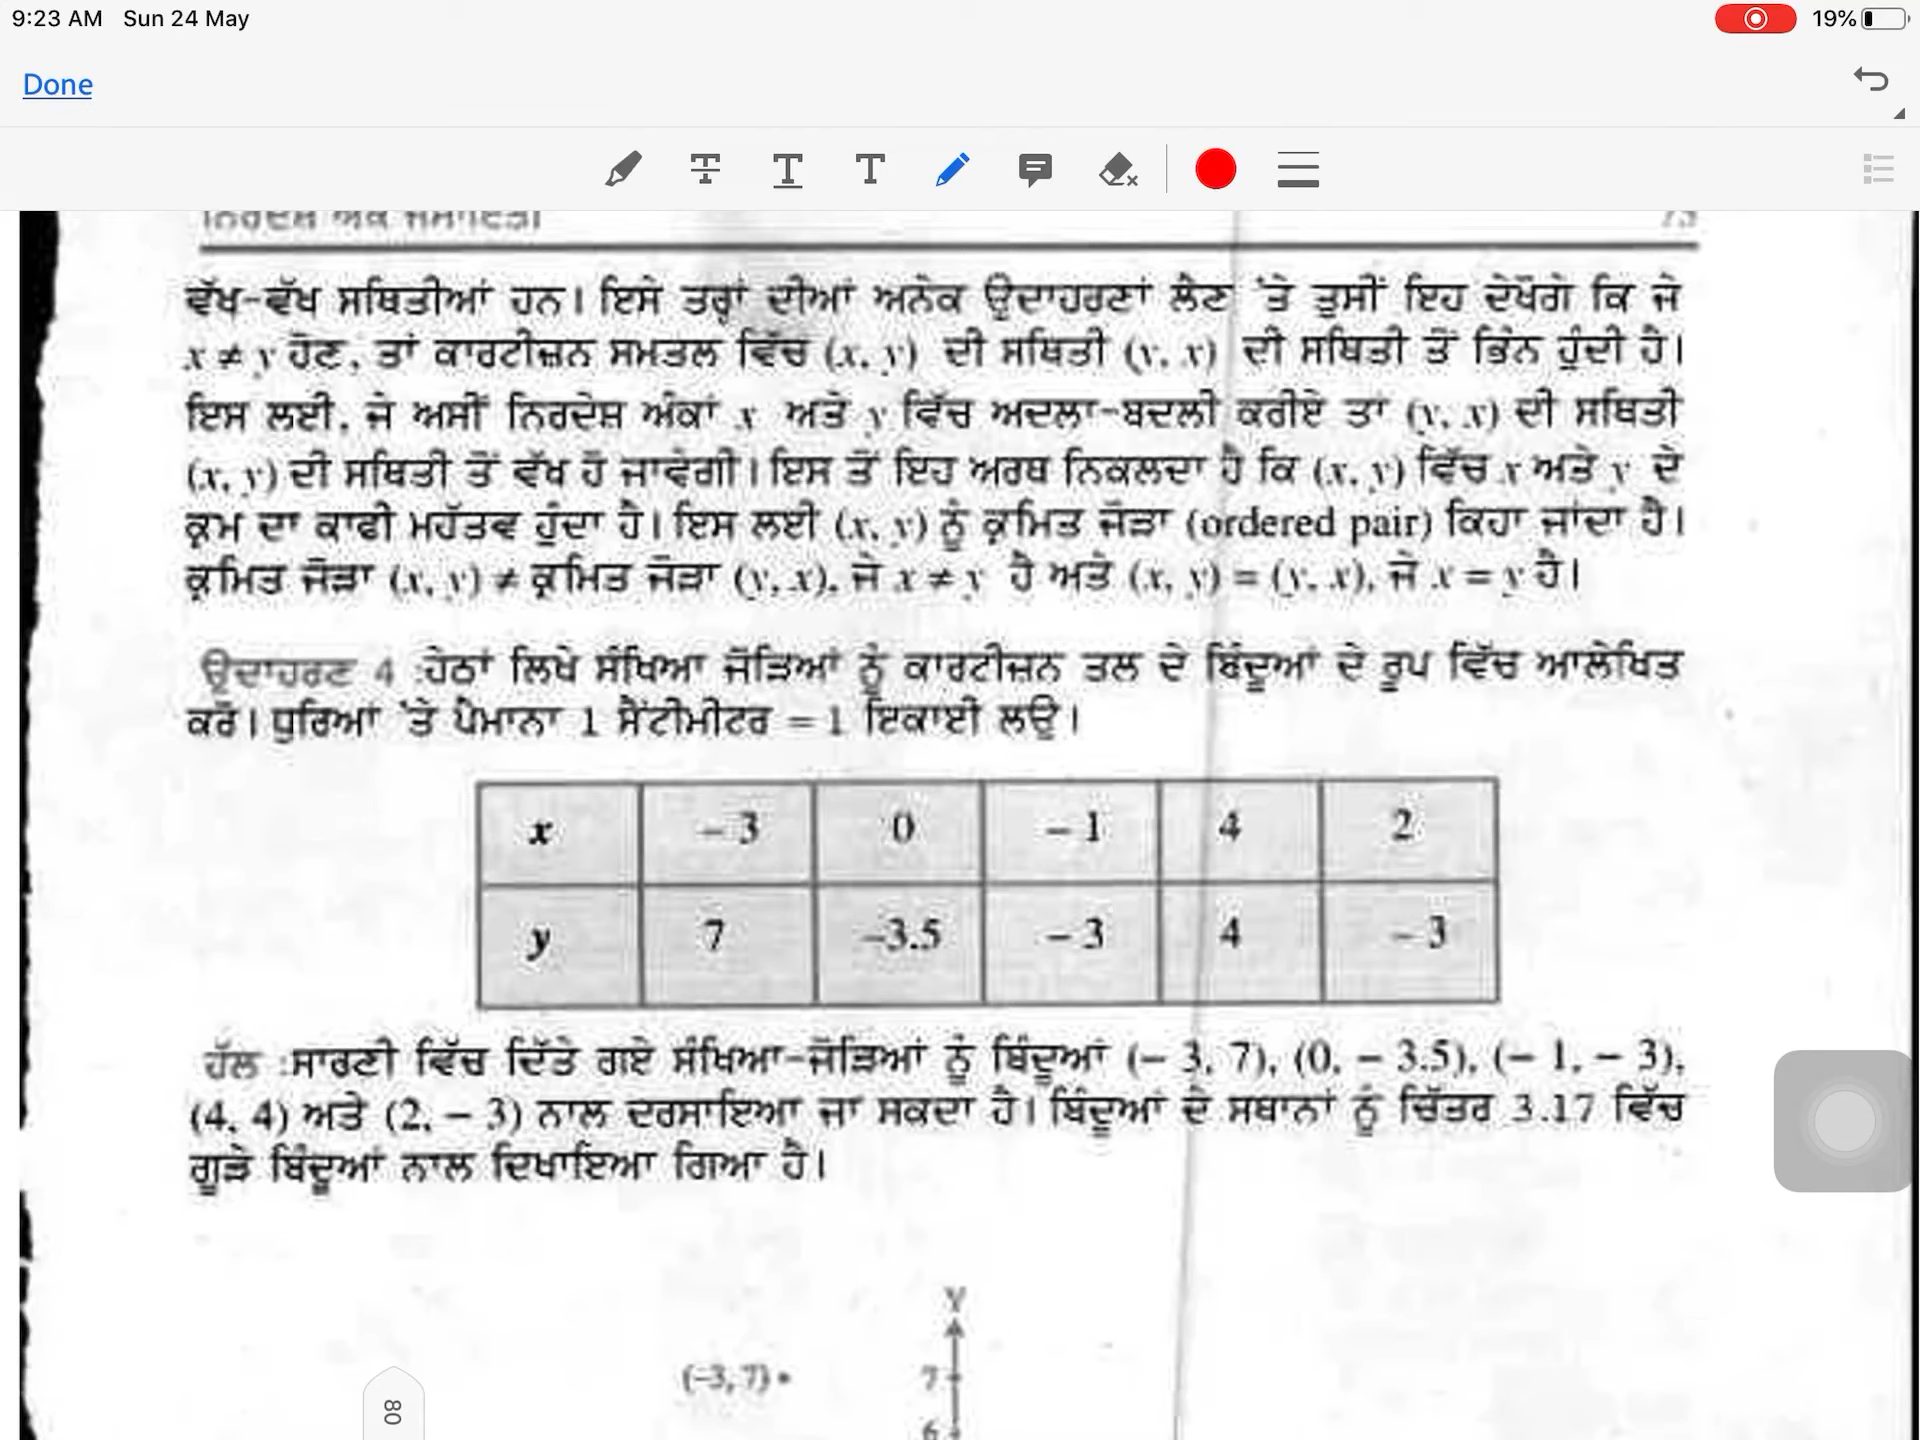 9:23 AM Sun 24 May
19%
Done
ਨਿਰਦੇਸ਼ ਅੰਕ ਜਮਾਇਤੀ 73
ਵੱਖ-ਵੱਖ ਸਥਿਤੀਆਂ ਹਨ। ਇਸੇ ਤਰ੍ਹਾਂ ਦੀਆਂ ਅਨੇਕ ਉਦਾਹਰਣਾਂ ਲੈਣ 'ਤੇ ਤੁਸੀਂ ਇਹ ਦੇਖੋਗੇ ਕਿ ਜੇ
x ≠ y ਹੋਣ, ਤਾਂ ਕਾਰਟੀਜ਼ਨ ਸਮਤਲ ਵਿੱਚ (x, y) ਦੀ ਸਥਿਤੀ (y, x) ਦੀ ਸਥਿਤੀ ਤੋਂ ਭਿੰਨ ਹੁੰਦੀ ਹੈ।
ਇਸ ਲਈ, ਜੇ ਅਸੀਂ ਨਿਰਦੇਸ਼ ਅੰਕਾਂ x ਅਤੇ y ਵਿੱਚ ਅਦਲਾ-ਬਦਲੀ ਕਰੀਏ ਤਾਂ (y, x) ਦੀ ਸਥਿਤੀ
(x, y) ਦੀ ਸਥਿਤੀ ਤੋਂ ਵੱਖ ਹੋ ਜਾਵੇਗੀ। ਇਸ ਤੋਂ ਇਹ ਅਰਥ ਨਿਕਲਦਾ ਹੈ ਕਿ (x, y) ਵਿੱਚ x ਅਤੇ y ਦੇ
ਕ੍ਰਮ ਦਾ ਕਾਫੀ ਮਹੱਤਵ ਹੁੰਦਾ ਹੈ। ਇਸ ਲਈ (x, y) ਨੂੰ ਕ੍ਰਮਿਤ ਜੋੜਾ (ordered pair) ਕਿਹਾ ਜਾਂਦਾ ਹੈ।
ਕ੍ਰਮਿਤ ਜੋੜਾ (x, y) ≠ ਕ੍ਰਮਿਤ ਜੋੜਾ (y, x), ਜੇ x ≠ y ਹੈ ਅਤੇ (x, y) = (y, x), ਜੇ x = y ਹੈ।
ਉਦਾਹਰਣ 4 :ਹੇਠਾਂ ਲਿਖੇ ਸੰਖਿਆ ਜੋੜਿਆਂ ਨੂੰ ਕਾਰਟੀਜ਼ਨ ਤਲ ਦੇ ਬਿੰਦੂਆਂ ਦੇ ਰੂਪ ਵਿੱਚ ਆਲੇਖਿਤ
ਕਰੋ। ਧੁਰਿਆਂ 'ਤੇ ਪੈਮਾਨਾ 1 ਸੈਂਟੀਮੀਟਰ = 1 ਇਕਾਈ ਲਉ।
x – 3 0 – 1 4 2
y 7 –3.5 – 3 4 – 3
ਹੱਲ :ਸਾਰਣੀ ਵਿੱਚ ਦਿੱਤੇ ਗਏ ਸੰਖਿਆ-ਜੋੜਿਆਂ ਨੂੰ ਬਿੰਦੂਆਂ (– 3, 7), (0, – 3.5), (– 1, – 3),
(4, 4) ਅਤੇ (2, – 3) ਨਾਲ ਦਰਸਾਇਆ ਜਾ ਸਕਦਾ ਹੈ। ਬਿੰਦੂਆਂ ਦੇ ਸਥਾਨਾਂ ਨੂੰ ਚਿੱਤਰ 3.17 ਵਿੱਚ
ਗੂੜੇ ਬਿੰਦੂਆਂ ਨਾਲ ਦਿਖਾਇਆ ਗਿਆ ਹੈ।
Y
(–3, 7) 7
6
80